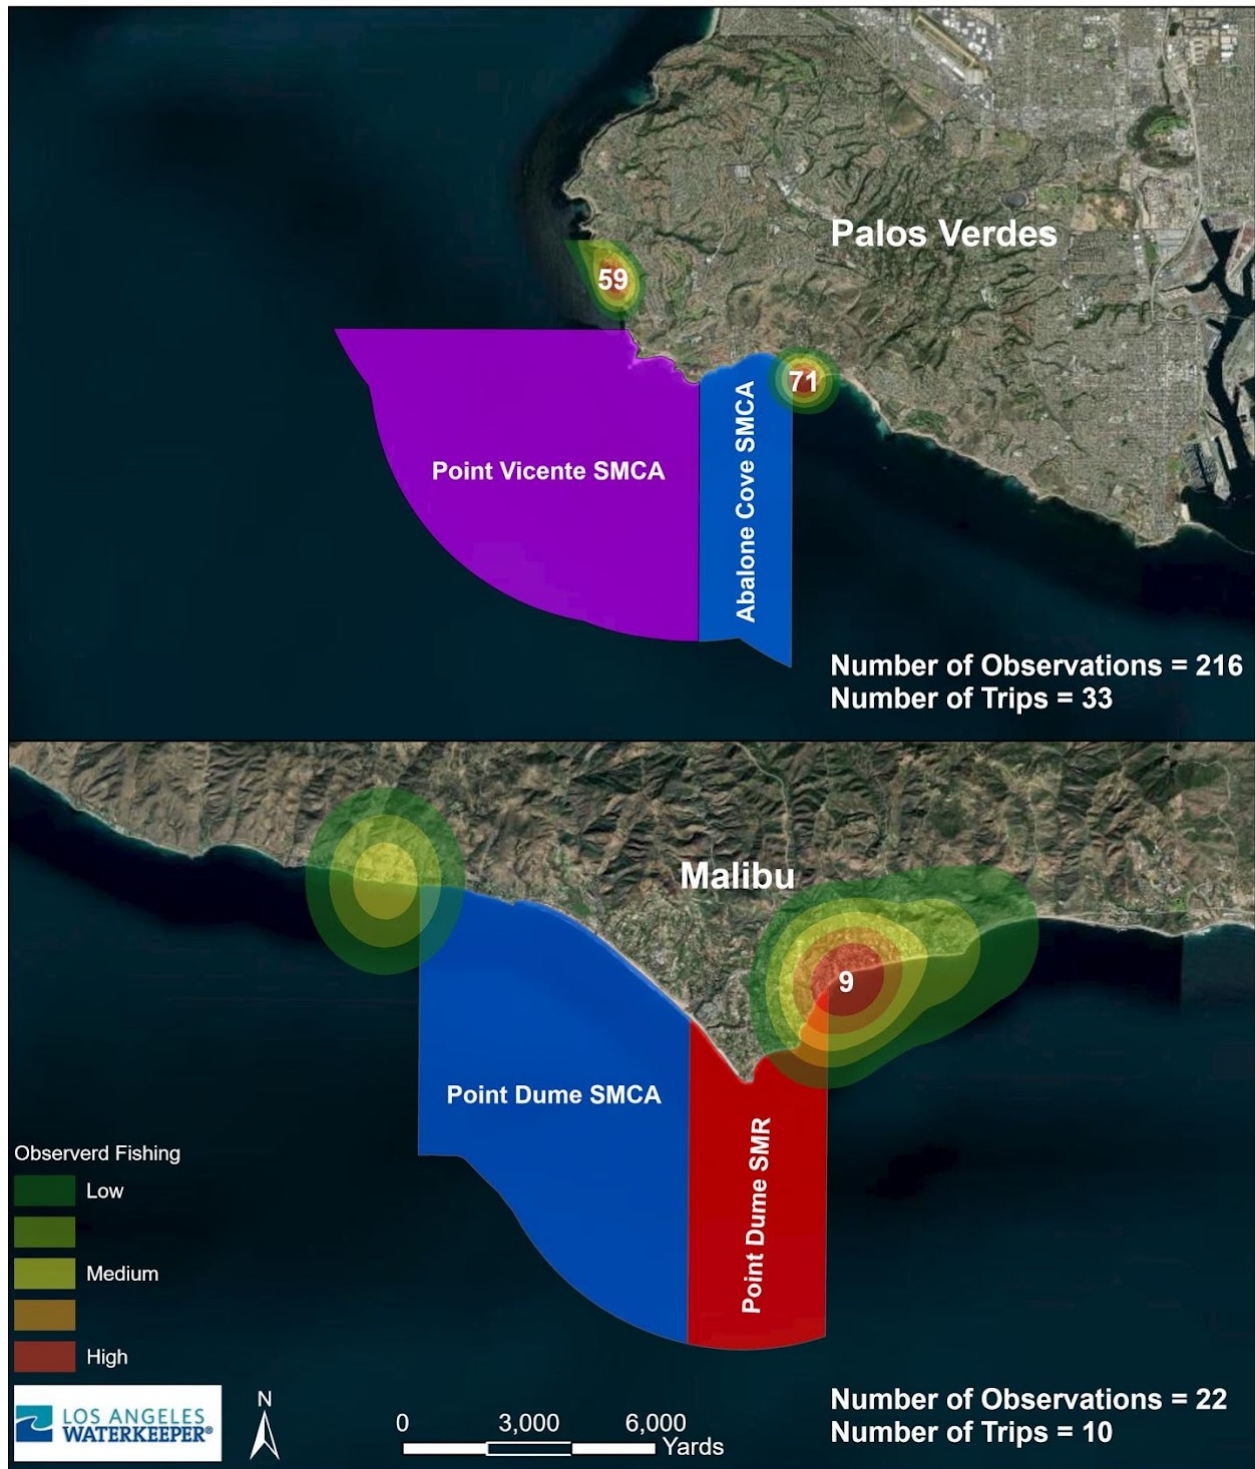 Palos Verdes
59
71
Point Vicente SMCA
Abalone Cove SMCA
Number of Observations = 216
Number of Trips = 33
Malibu
9
Point Dume SMCA
Point Dume SMR
Observerd Fishing
Low
Medium
High
LOS ANGELES
WATERKEEPER®
N
0 3,000 6,000
Yards
Number of Observations = 22
Number of Trips = 10